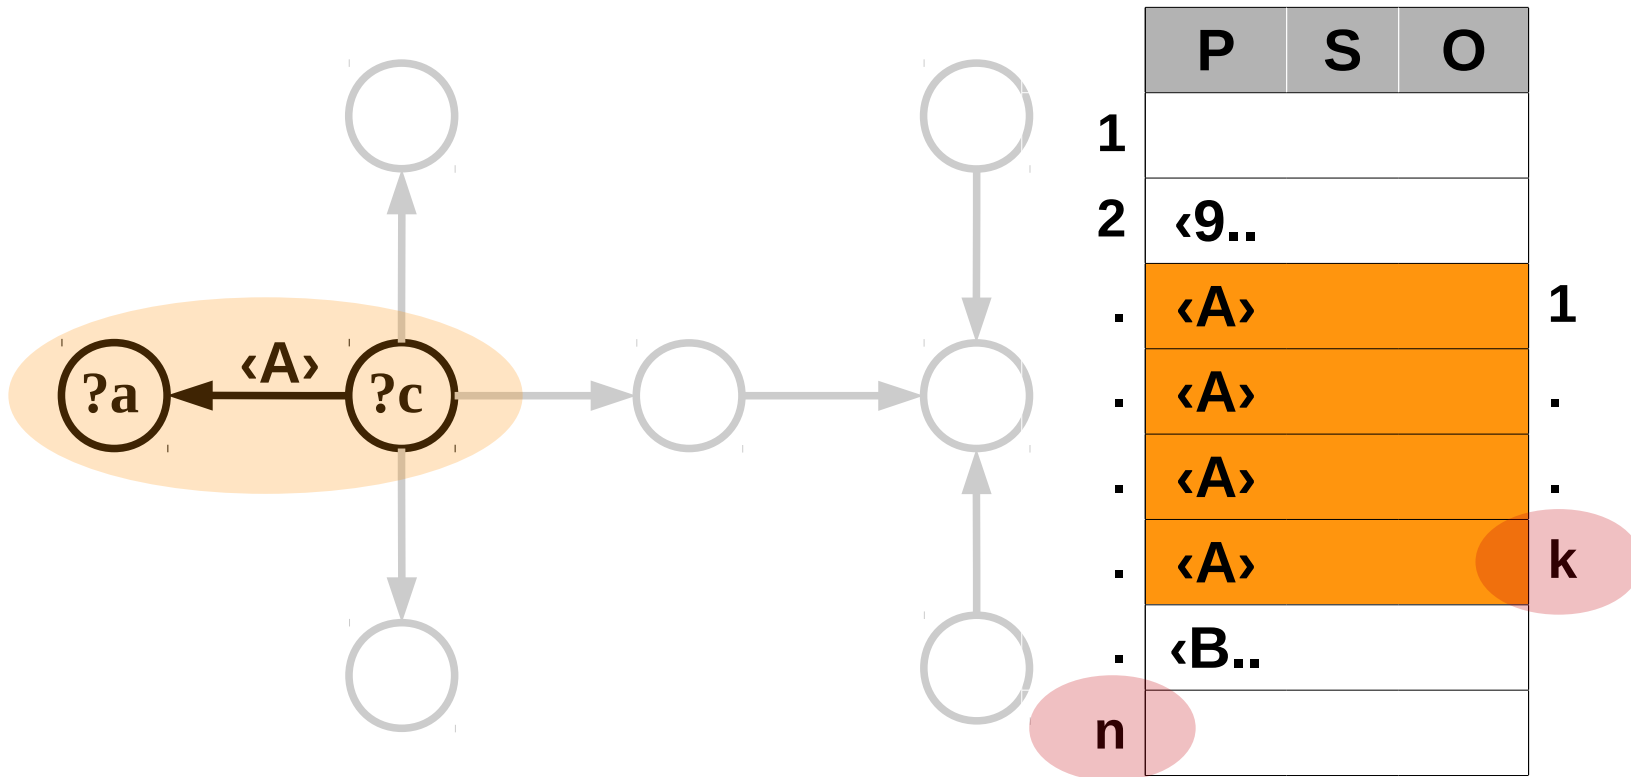 P S O
1
2 ‹9..
. ‹A› 1
. ‹A› .
. ‹A› .
. ‹A› k
. ‹B..
n
‹A›
?a ?c